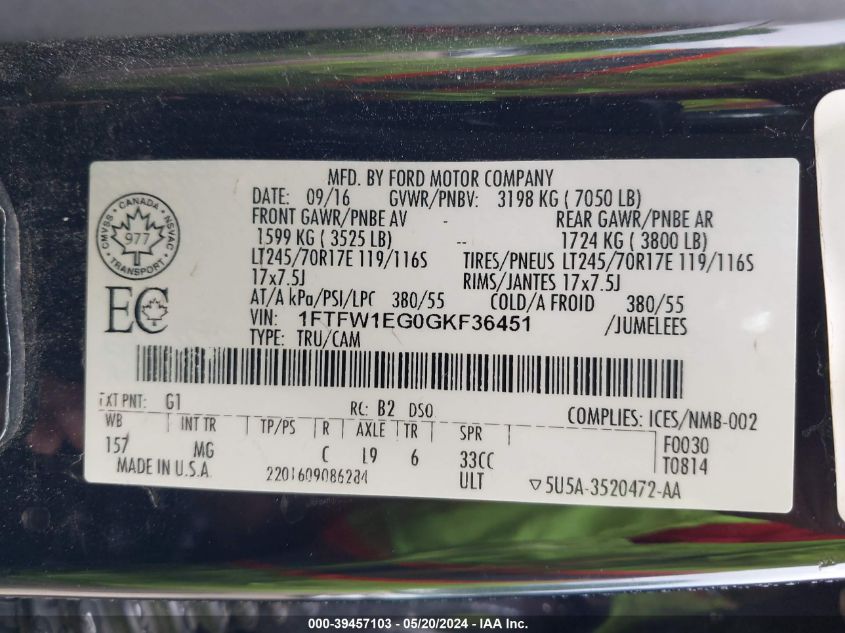 MFD. BY FORD MOTOR COMPANY
DATE: 09/16 GVWR/PNBV: 3198 KG ( 7050 LB)
FRONT GAWR/PNBE AV - REAR GAWR/PNBE AR
1599 KG ( 3525 LB) -- 1724 KG ( 3800 LB)
LT245/70R17E 119/116S TIRES/PNEUS LT245/70R17E 119/116S
17x7.5J RIMS/JANTES 17x7.5J
AT/A kPa/PSI/LPC 380/55 COLD/A FROID 380/55
VIN: 1FTFW1EG0GKF36451 /JUMELEES
TYPE: TRU/CAM
CANADA
CMVSS NSVAC
977
TRANSPORT
EC
EXT PNT: G1 RC: B2 DSO: COMPLIES: ICES/NMB-002
WB INT TR TP/PS R AXLE TR SPR F0030
157 MG C 19 6 33CC T0814
MADE IN U.S.A. 2201609086284 ULT ▽5U5A-3520472-AA
000-39457103 - 05/20/2024 - IAA Inc.